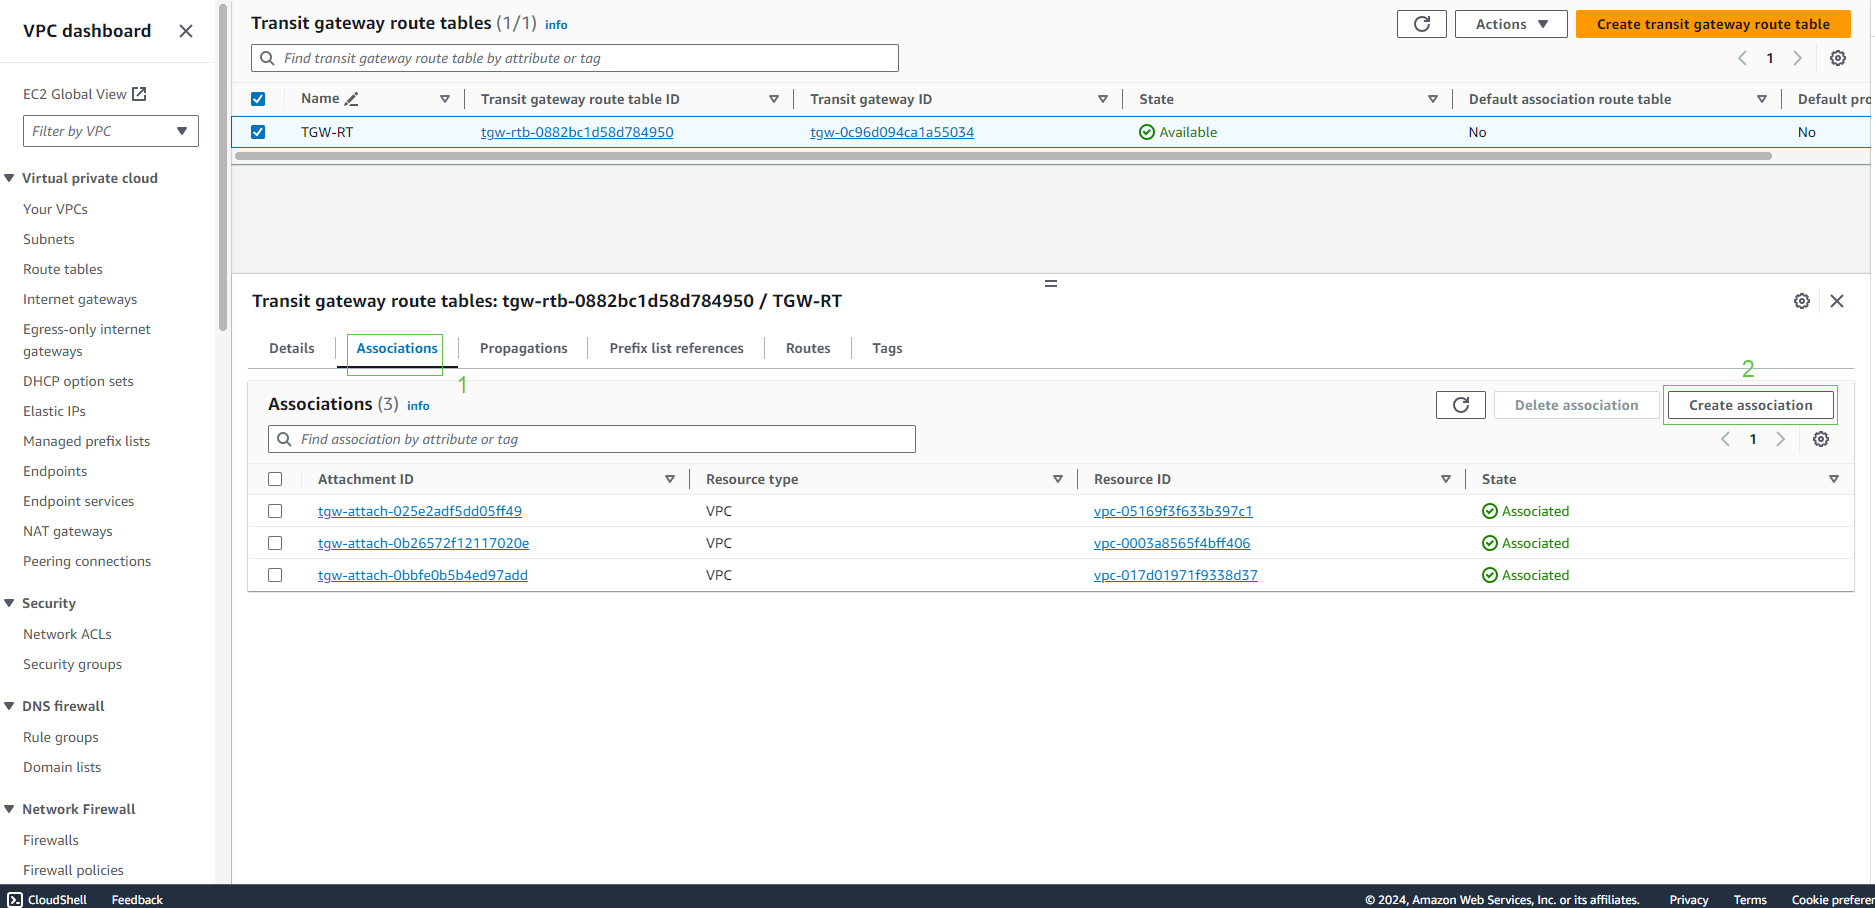 VPC dashboard
EC2 Global View
Filter by VPC
Virtual private cloud
Your VPCs
Subnets
Route tables
Internet gateways
Egress-only internet
gateways
DHCP option sets
Elastic IPs
Managed prefix lists
Endpoints
Endpoint services
NAT gateways
Peering connections
Security
Network ACLs
Security groups
DNS firewall
Rule groups
Domain lists
Network Firewall
Firewalls
Firewall policies
Transit gateway route tables (1/1) info
Actions
Create transit gateway route table
Find transit gateway route table by attribute or tag
1
Name Transit gateway route table ID Transit gateway ID State Default association route table Default pro
TGW-RT tgw-rtb-0882bc1d58d784950 tgw-0c96d094ca1a55034 Available No No
Transit gateway route tables: tgw-rtb-0882bc1d58d784950 / TGW-RT
Details Associations Propagations Prefix list references Routes Tags
1
2
Associations (3) info
Delete association Create association
Find association by attribute or tag
1
Attachment ID Resource type Resource ID State
tgw-attach-025e2adf5dd05ff49 VPC vpc-05169f3f633b397c1 Associated
tgw-attach-0b26572f12117020e VPC vpc-0003a8565f4bff406 Associated
tgw-attach-0bbfe0b5b4ed97add VPC vpc-017d01971f9338d37 Associated
CloudShell Feedback © 2024, Amazon Web Services, Inc. or its affiliates. Privacy Terms Cookie preferen